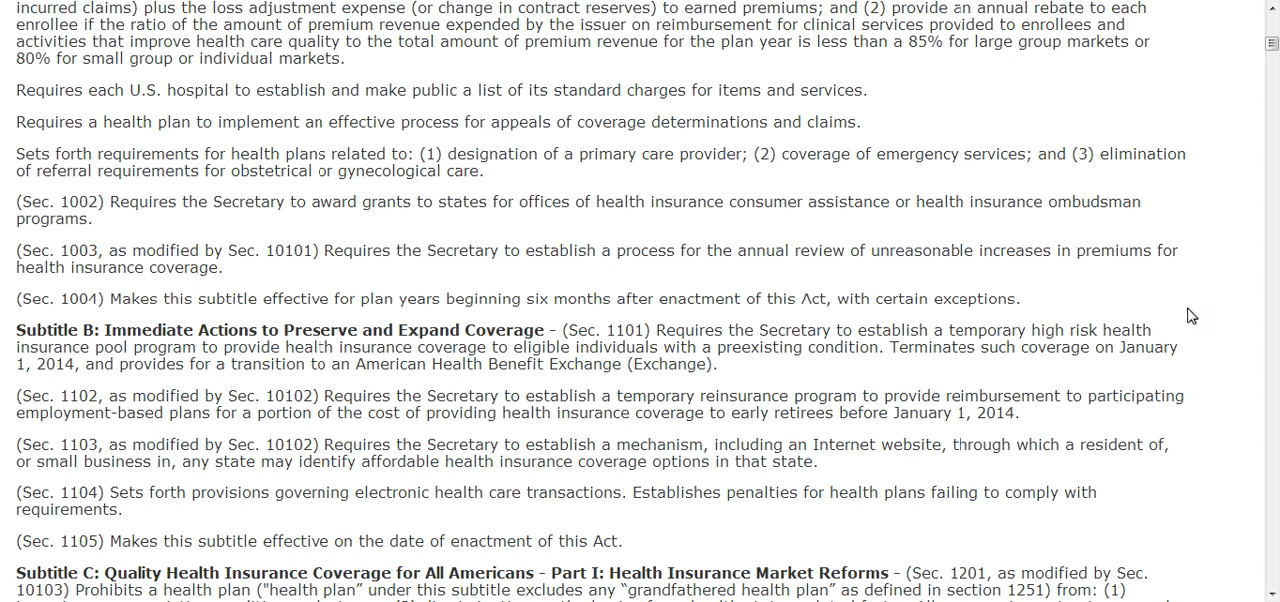 incurred claims) plus the loss adjustment expense (or change in contract reserves) to earned premiums; and (2) provide an annual rebate to each
enrollee if the ratio of the amount of premium revenue expended by the issuer on reimbursement for clinical services provided to enrollees and
activities that improve health care quality to the total amount of premium revenue for the plan year is less than a 85% for large group markets or
80% for small group or individual markets.
Requires each U.S. hospital to establish and make public a list of its standard charges for items and services.
Requires a health plan to implement an effective process for appeals of coverage determinations and claims.
Sets forth requirements for health plans related to: (1) designation of a primary care provider; (2) coverage of emergency services; and (3) elimination
of referral requirements for obstetrical or gynecological care.
(Sec. 1002) Requires the Secretary to award grants to states for offices of health insurance consumer assistance or health insurance ombudsman
programs.
(Sec. 1003, as modified by Sec. 10101) Requires the Secretary to establish a process for the annual review of unreasonable increases in premiums for
health insurance coverage.
(Sec. 1004) Makes this subtitle effective for plan years beginning six months after enactment of this Act, with certain exceptions.
Subtitle B: Immediate Actions to Preserve and Expand Coverage - (Sec. 1101) Requires the Secretary to establish a temporary high risk health
insurance pool program to provide health insurance coverage to eligible individuals with a preexisting condition. Terminates such coverage on January
1, 2014, and provides for a transition to an American Health Benefit Exchange (Exchange).
(Sec. 1102, as modified by Sec. 10102) Requires the Secretary to establish a temporary reinsurance program to provide reimbursement to participating
employment-based plans for a portion of the cost of providing health insurance coverage to early retirees before January 1, 2014.
(Sec. 1103, as modified by Sec. 10102) Requires the Secretary to establish a mechanism, including an Internet website, through which a resident of,
or small business in, any state may identify affordable health insurance coverage options in that state.
(Sec. 1104) Sets forth provisions governing electronic health care transactions. Establishes penalties for health plans failing to comply with
requirements.
(Sec. 1105) Makes this subtitle effective on the date of enactment of this Act.
Subtitle C: Quality Health Insurance Coverage for All Americans - Part I: Health Insurance Market Reforms - (Sec. 1201, as modified by Sec.
10103) Prohibits a health plan ("health plan” under this subtitle excludes any “grandfathered health plan” as defined in section 1251) from: (1)